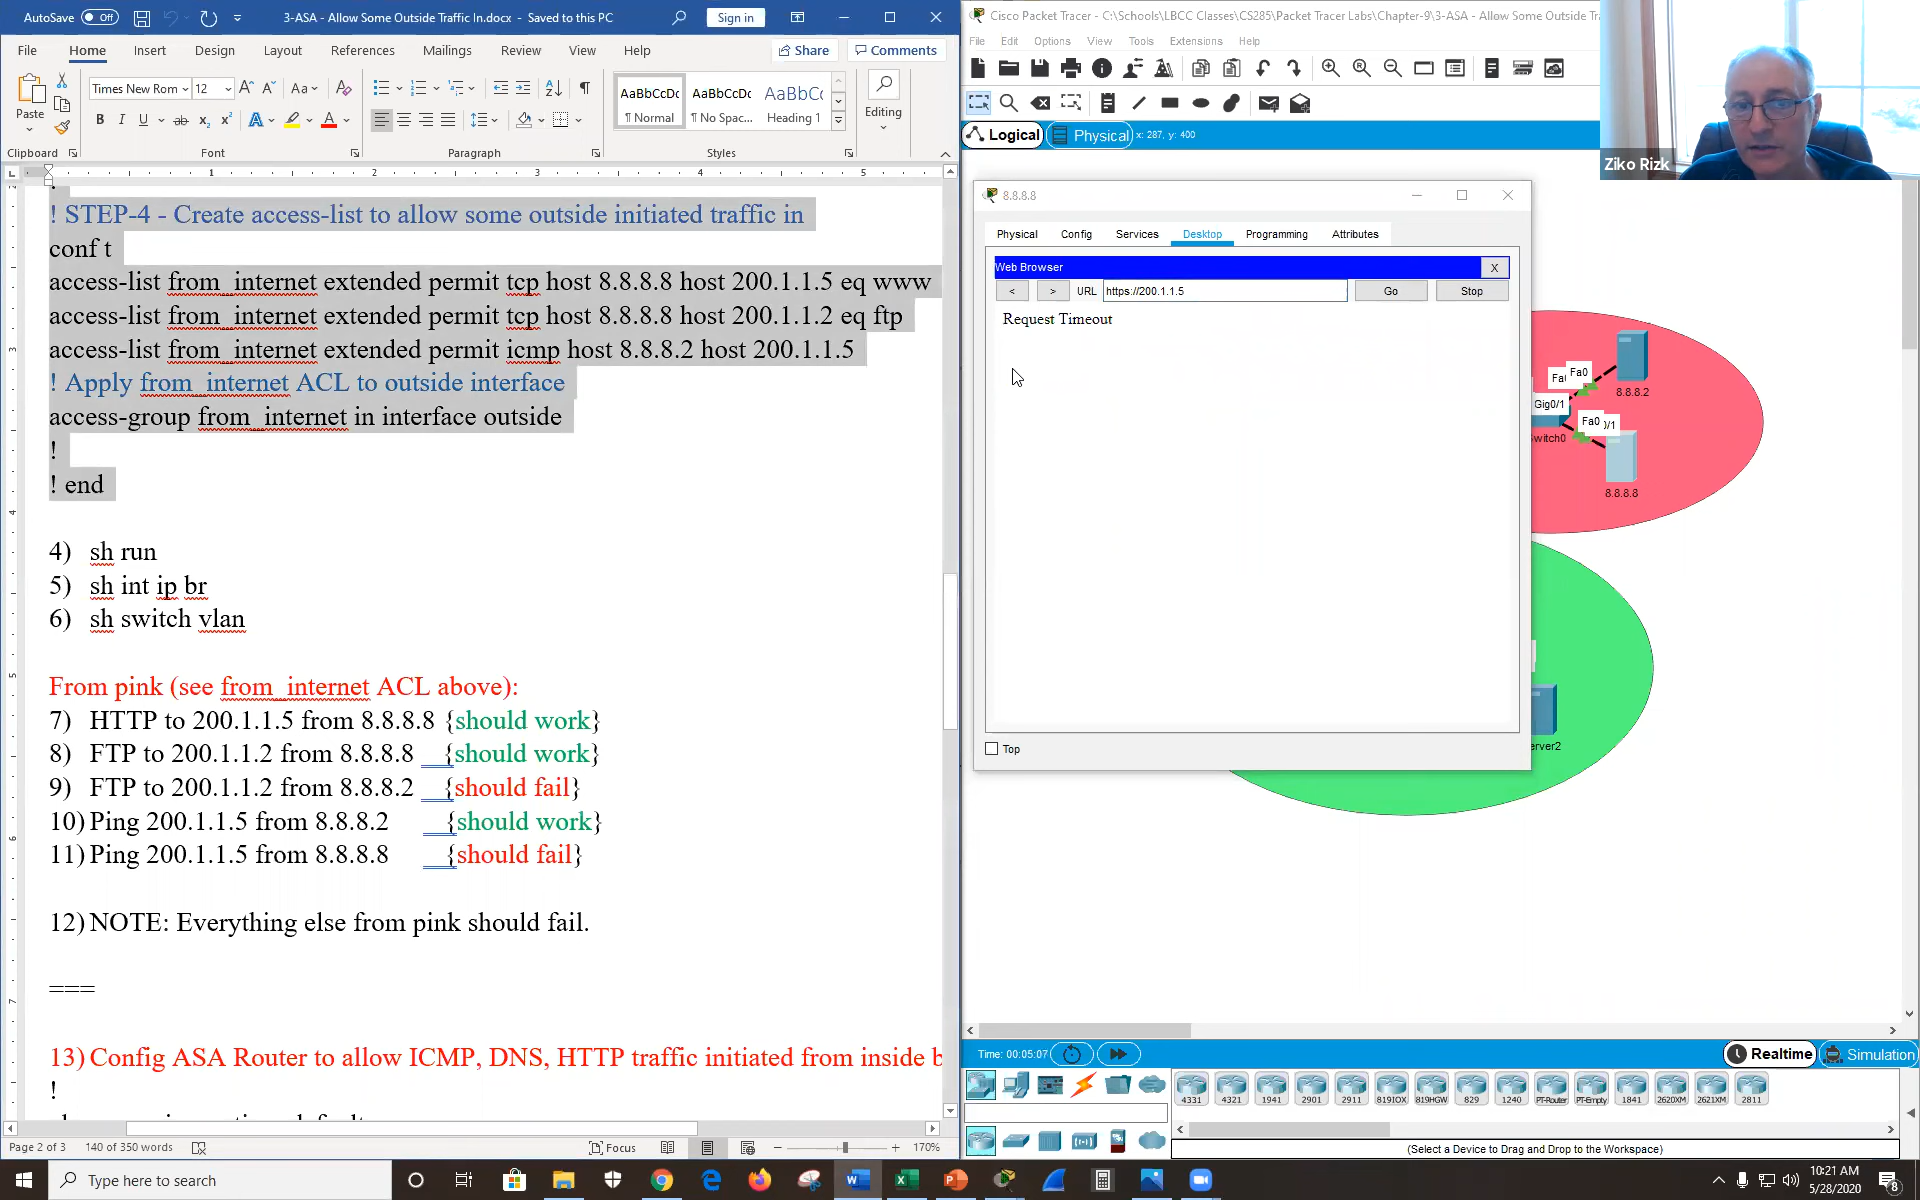 AutoSave Off 3-ASA - Allow Some Outside Traffic In.docx - Saved to this PC Sign in
File Home Insert Design Layout References Mailings Review View Help Share Comments
Times New Rom 12
Paste
AaBbCcDc AaBbCcDc AaBbCc
¶ Normal ¶ No Spac... Heading 1
Editing
Clipboard Font Paragraph Styles
1 2 3 4 5
! STEP-4 - Create access-list to allow some outside initiated traffic in
conf t
access-list from_internet extended permit tcp host 8.8.8.8 host 200.1.1.5 eq www
access-list from_internet extended permit tcp host 8.8.8.8 host 200.1.1.2 eq ftp
access-list from_internet extended permit icmp host 8.8.8.2 host 200.1.1.5
! Apply from_internet ACL to outside interface
access-group from_internet in interface outside
!
! end
4) sh run
5) sh int ip br
6) sh switch vlan
From pink (see from_internet ACL above):
7) HTTP to 200.1.1.5 from 8.8.8.8 {should work}
8) FTP to 200.1.1.2 from 8.8.8.8 {should work}
9) FTP to 200.1.1.2 from 8.8.8.2 {should fail}
10) Ping 200.1.1.5 from 8.8.8.2 {should work}
11) Ping 200.1.1.5 from 8.8.8.8 {should fail}
12) NOTE: Everything else from pink should fail.
===
13) Config ASA Router to allow ICMP, DNS, HTTP traffic initiated from inside b
!
Page 2 of 3 140 of 350 words Focus 170%
Cisco Packet Tracer - C:\Schools\LBCC Classes\CS285\Packet Tracer Labs\Chapter-9\3-ASA - Allow Some Outside Tra
File Edit Options View Tools Extensions Help
Logical Physical x: 287, y: 400
Ziko Rizk
8.8.8.8
Physical Config Services Desktop Programming Attributes
Web Browser X
< > URL https://200.1.1.5 Go Stop
Request Timeout
Top
Fa0
Gig0/1
8.8.8.2
Fa0 )/1
witch0
8.8.8.8
erver2
Time: 00:05:07 Realtime Simulation
4331 4321 1941 2901 2911 819IOX 819HGW 829 1240 PT-Router PT-Empty 1841 2620XM 2621XM 2811
(Select a Device to Drag and Drop to the Workspace)
Type here to search
10:21 AM
5/28/2020
8